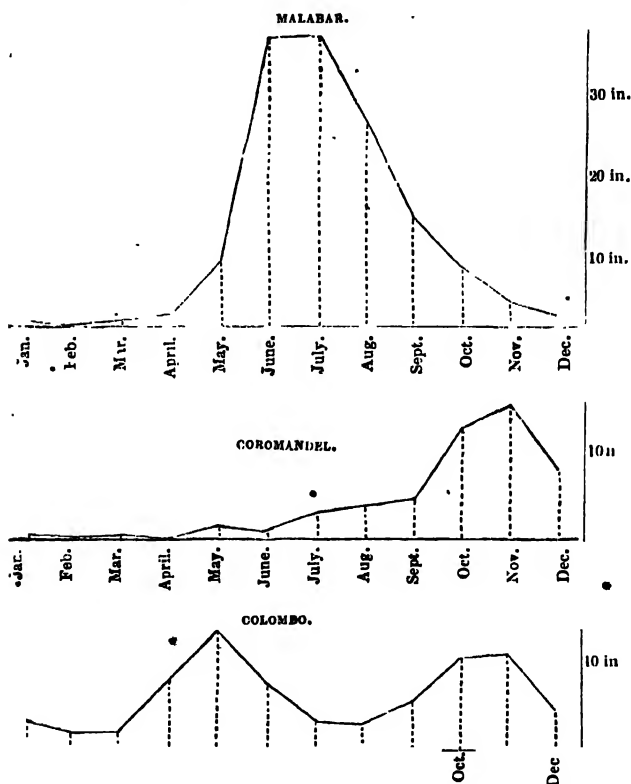 MALABAR.
30 in.
20 in.
10 in.
Jan. Feb. Mar. April. May. June. July. Aug. Sept. Oct. Nov. Dec.
COROMANDEL.
10 n
Jan. Feb. Mar. April. May. June. July. Aug. Sept. Oct. Nov. Dec.
COLOMBO.
10 in
Oct. Dec